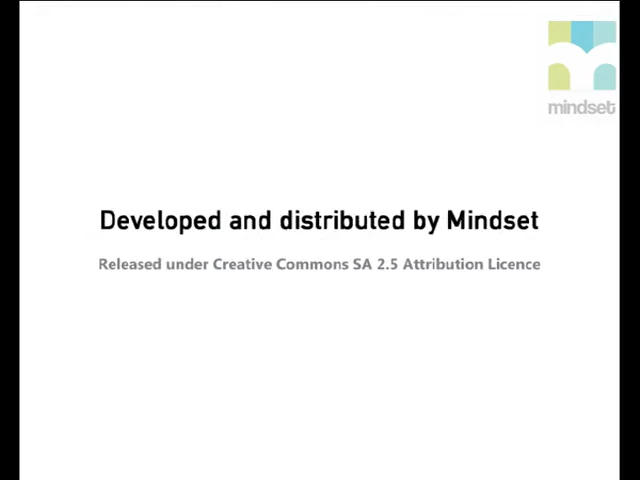 mindset
Developed and distributed by Mindset
Released under Creative Commons SA 2.5 Attribution Licence